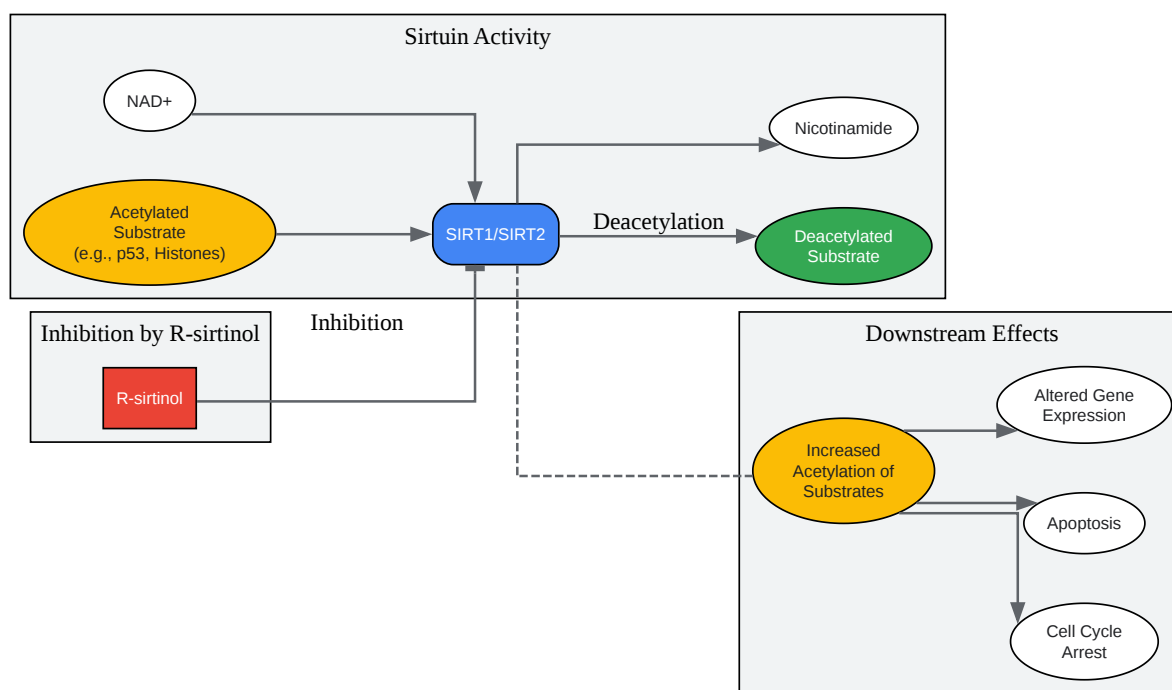 Sirtuin Activity
NAD+
Nicotinamide
Acetylated
Substrate
(e.g., p53, Histones)
SIRT1/SIRT2
Deacetylation
Deacetylated
Substrate
Inhibition by R-sirtinol
Inhibition
R-sirtinol
Downstream Effects
Altered Gene
Expression
Increased
Acetylation of
Substrates
Apoptosis
Cell Cycle
Arrest